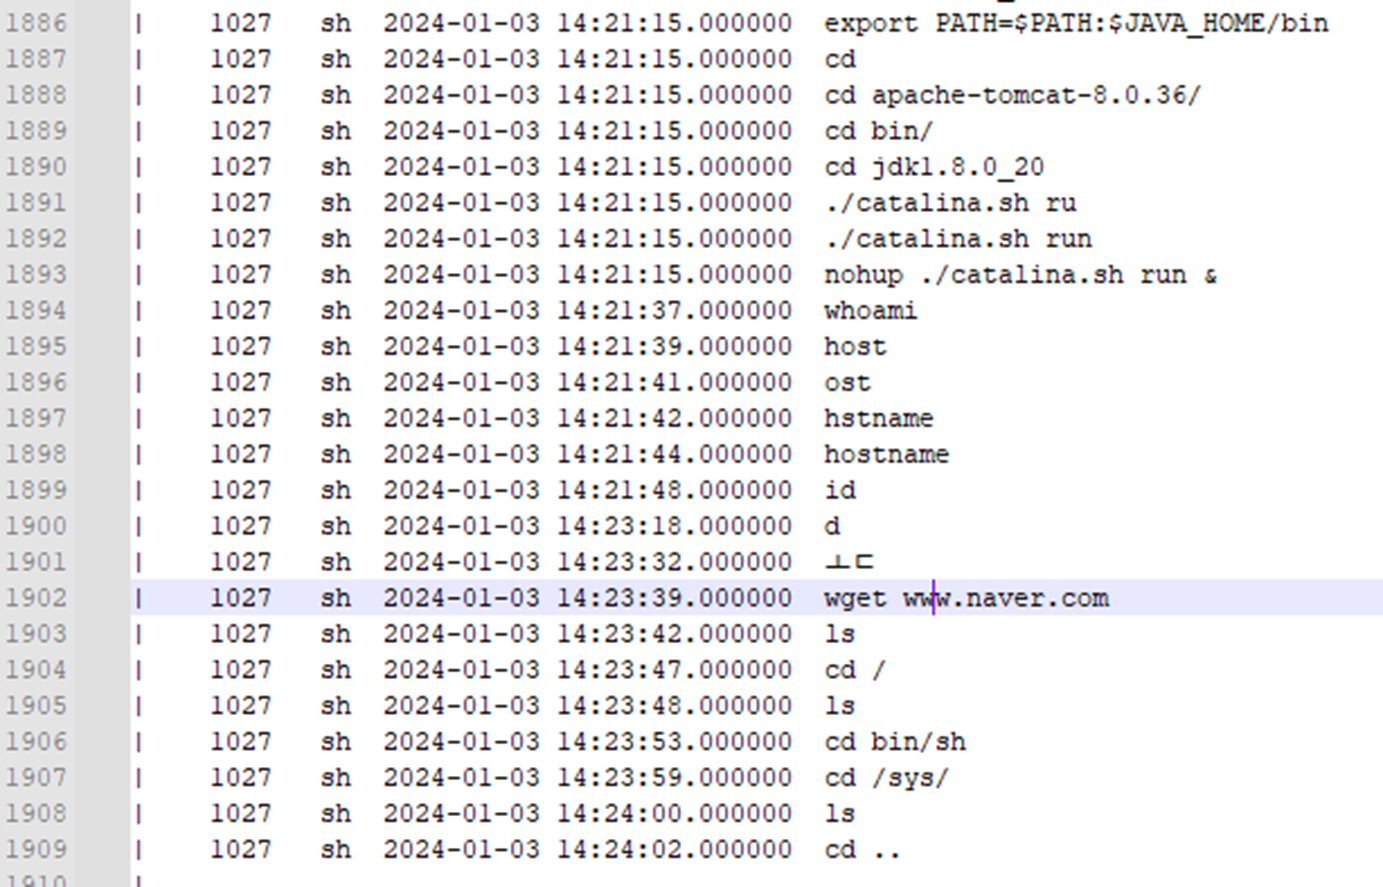 1886 | 1027 sh 2024-01-03 14:21:15.000000 export PATH=$PATH:$JAVA_HOME/bin
1887 | 1027 sh 2024-01-03 14:21:15.000000 cd
1888 | 1027 sh 2024-01-03 14:21:15.000000 cd apache-tomcat-8.0.36/
1889 | 1027 sh 2024-01-03 14:21:15.000000 cd bin/
1890 | 1027 sh 2024-01-03 14:21:15.000000 cd jdk1.8.0_20
1891 | 1027 sh 2024-01-03 14:21:15.000000 ./catalina.sh ru
1892 | 1027 sh 2024-01-03 14:21:15.000000 ./catalina.sh run
1893 | 1027 sh 2024-01-03 14:21:15.000000 nohup ./catalina.sh run &
1894 | 1027 sh 2024-01-03 14:21:37.000000 whoami
1895 | 1027 sh 2024-01-03 14:21:39.000000 host
1896 | 1027 sh 2024-01-03 14:21:41.000000 ost
1897 | 1027 sh 2024-01-03 14:21:42.000000 hstname
1898 | 1027 sh 2024-01-03 14:21:44.000000 hostname
1899 | 1027 sh 2024-01-03 14:21:48.000000 id
1900 | 1027 sh 2024-01-03 14:23:18.000000 d
1901 | 1027 sh 2024-01-03 14:23:32.000000 ㅗㄷ
1902 | 1027 sh 2024-01-03 14:23:39.000000 wget www.naver.com
1903 | 1027 sh 2024-01-03 14:23:42.000000 ls
1904 | 1027 sh 2024-01-03 14:23:47.000000 cd /
1905 | 1027 sh 2024-01-03 14:23:48.000000 ls
1906 | 1027 sh 2024-01-03 14:23:53.000000 cd bin/sh
1907 | 1027 sh 2024-01-03 14:23:59.000000 cd /sys/
1908 | 1027 sh 2024-01-03 14:24:00.000000 ls
1909 | 1027 sh 2024-01-03 14:24:02.000000 cd ..
1910 |